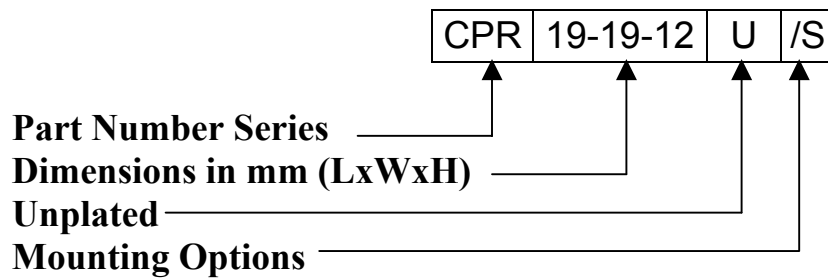 CPR 19-19-12 U /S
Part Number Series
Dimensions in mm (LxWxH)
Unplated
Mounting Options